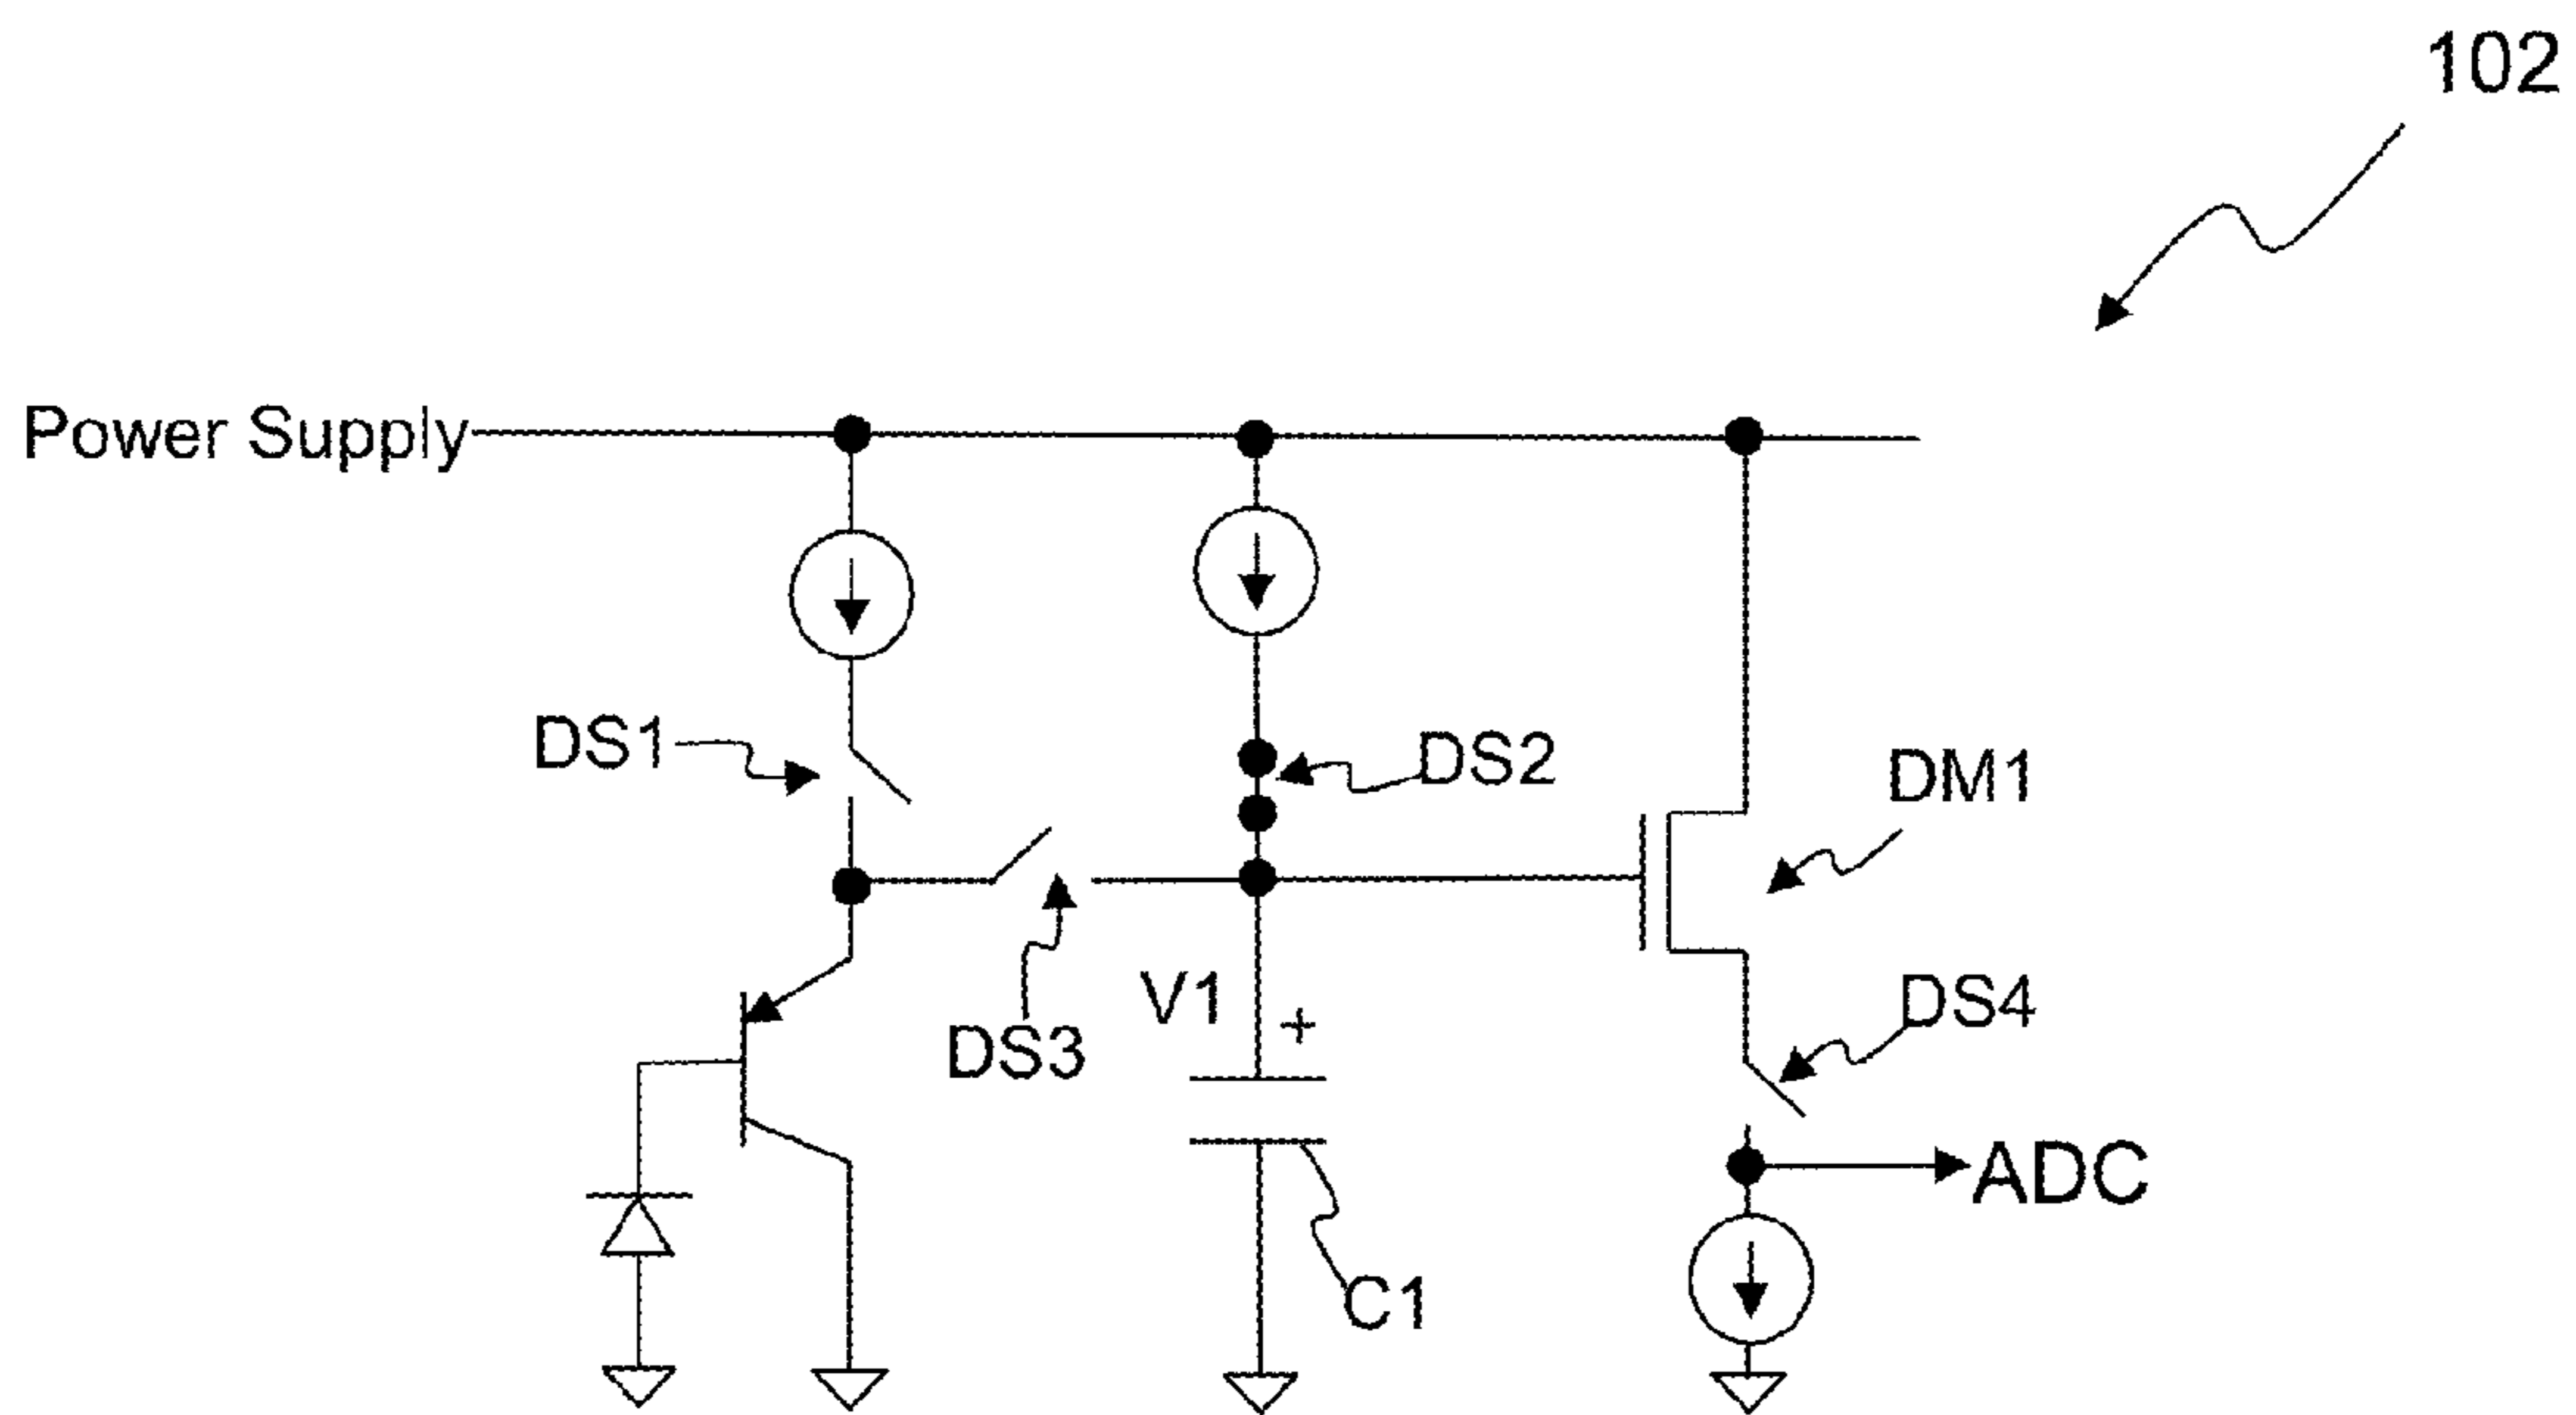 102
Power Supply
DS1
DS2
DM1
V1
+
DS3
DS4
ADC
C1